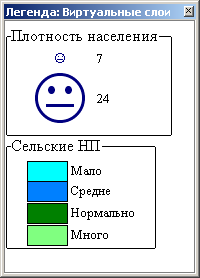 Легенда: Виртуальные слои
Плотность населения
7
24
Сельские НП
Мало
Средне
Нормально
Много